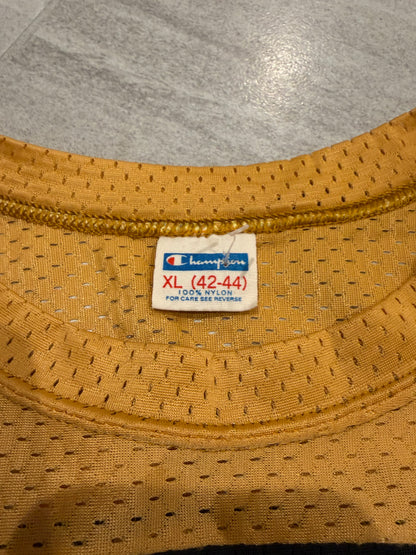 Champion
XL (42-44)
100% NYLON
FOR CARE SEE REVERSE